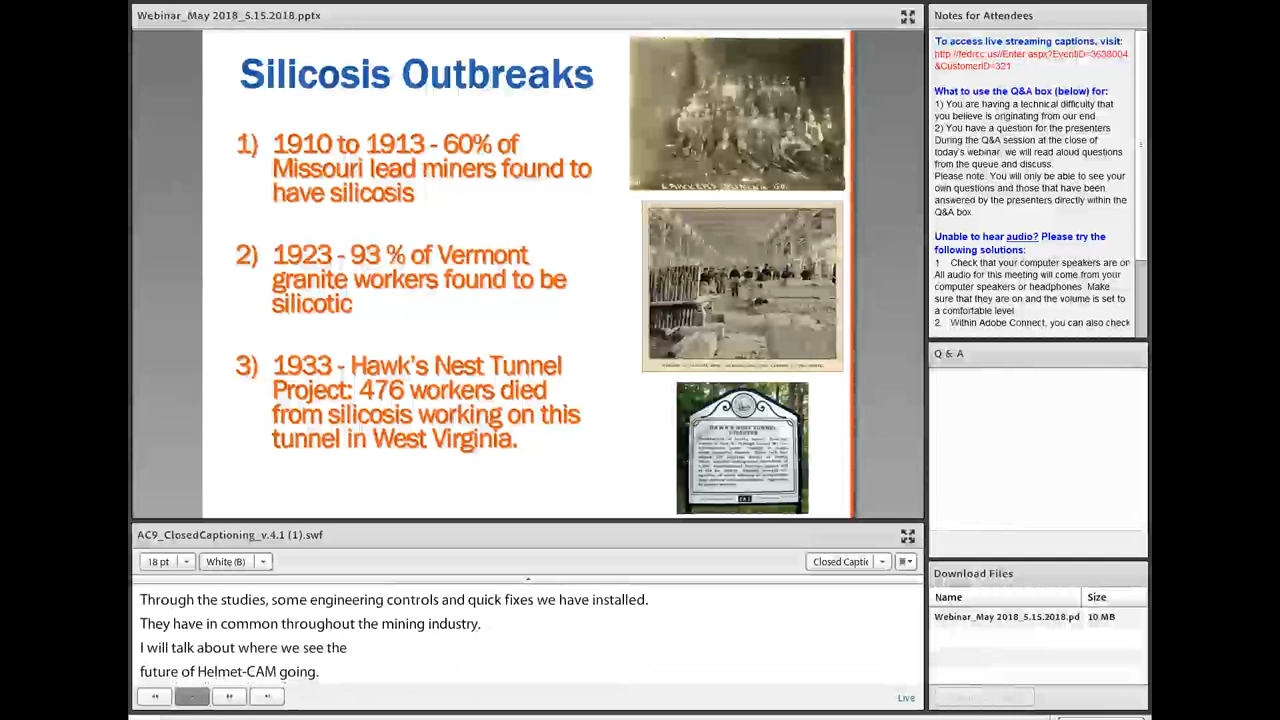 Webinar_May 2018_5.15.2018.pptx
Silicosis Outbreaks
1) 1910 to 1913 - 60% of
Missouri lead miners found to
have silicosis
2) 1923 - 93 % of Vermont
granite workers found to be
silicotic
3) 1933 - Hawk's Nest Tunnel
Project: 476 workers died
from silicosis working on this
tunnel in West Virginia.
HAWK'S NEST TUNNEL
AC9_ClosedCaptioning_v.4.1 (1).swf
18 pt
White (B)
Closed Captic
Through the studies, some engineering controls and quick fixes we have installed.
They have in common throughout the mining industry.
I will talk about where we see the
future of Helmet-CAM going.
Live
Notes for Attendees
To access live streaming captions, visit:
http://fedrcc.us//Enter.aspx?EventID=3638004
&CustomerID=321
What to use the Q&A box (below) for:
1) You are having a technical difficulty that
you believe is originating from our end
2) You have a question for the presenters
During the Q&A session at the close of
today's webinar, we will read aloud questions
from the queue and discuss.
Please note: You will only be able to see your
own questions and those that have been
answered by the presenters directly within the
Q&A box.
Unable to hear audio? Please try the
following solutions:
1 Check that your computer speakers are on
All audio for this meeting will come from your
computer speakers or headphones Make
sure that they are on and the volume is set to
a comfortable level
2. Within Adobe Connect, you can also check
Q & A
Download Files
Name Size
Webinar_May 2018_5.15.2018.pd 10 MB